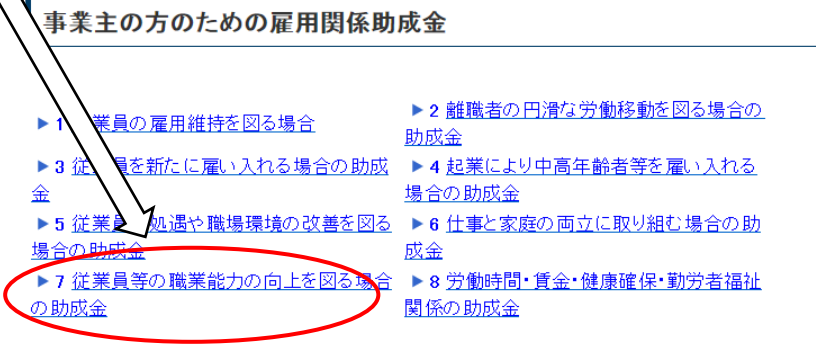 事業主の方のための雇用関係助成金
1 業員の雇用維持を図る場合
2 離職者の円滑な労働移動を図る場合の
助成金
3 従 員を新たに雇い入れる場合の助成
金
4 起業により中高年齢者等を雇い入れる
場合の助成金
5 従業員 処遇や職場環境の改善を図る
場合の助成金
6 仕事と家庭の両立に取り組む場合の助
成金
7 従業員等の職業能力の向上を図る場合
の助成金
8 労働時間・賃金・健康確保・勤労者福祉
関係の助成金